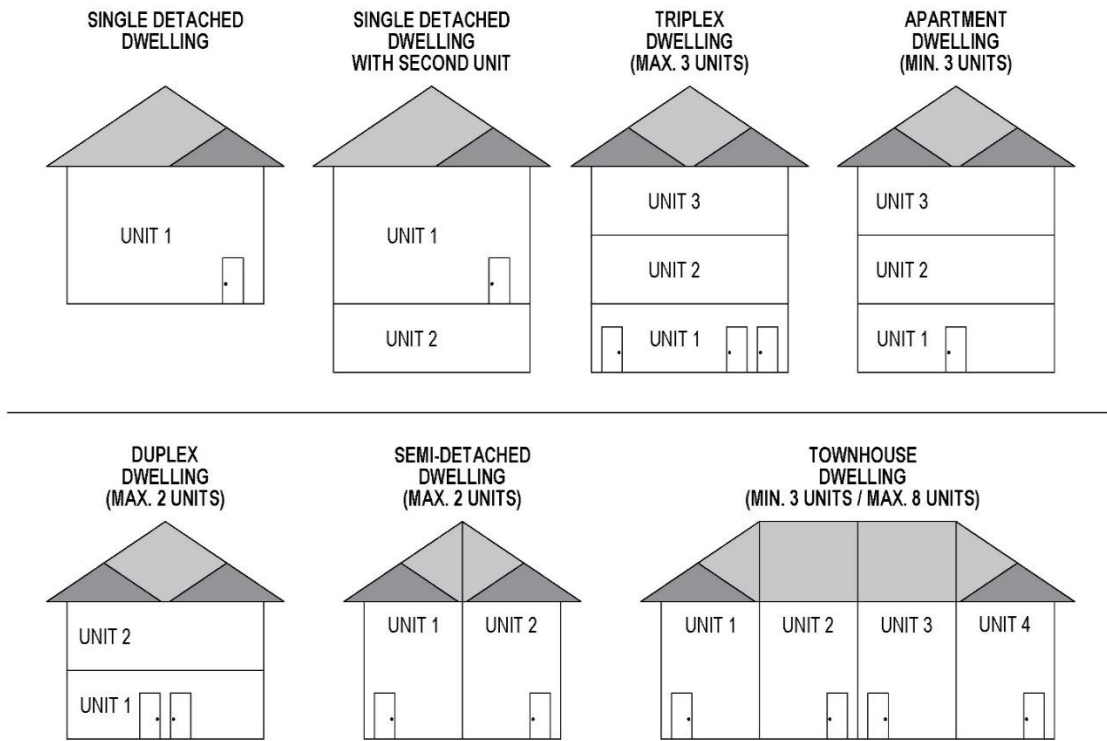 SINGLE DETACHED
DWELLING
UNIT 1
SINGLE DETACHED
DWELLING
WITH SECOND UNIT
UNIT 1
UNIT 2
TRIPLEX
DWELLING
(MAX. 3 UNITS)
UNIT 3
UNIT 2
UNIT 1
APARTMENT
DWELLING
(MIN. 3 UNITS)
UNIT 3
UNIT 2
UNIT 1
DUPLEX
DWELLING
(MAX. 2 UNITS)
UNIT 2
UNIT 1
SEMI-DETACHED
DWELLING
(MAX. 2 UNITS)
UNIT 1
UNIT 2
TOWNHOUSE
DWELLING
(MIN. 3 UNITS / MAX. 8 UNITS)
UNIT 1
UNIT 2
UNIT 3
UNIT 4